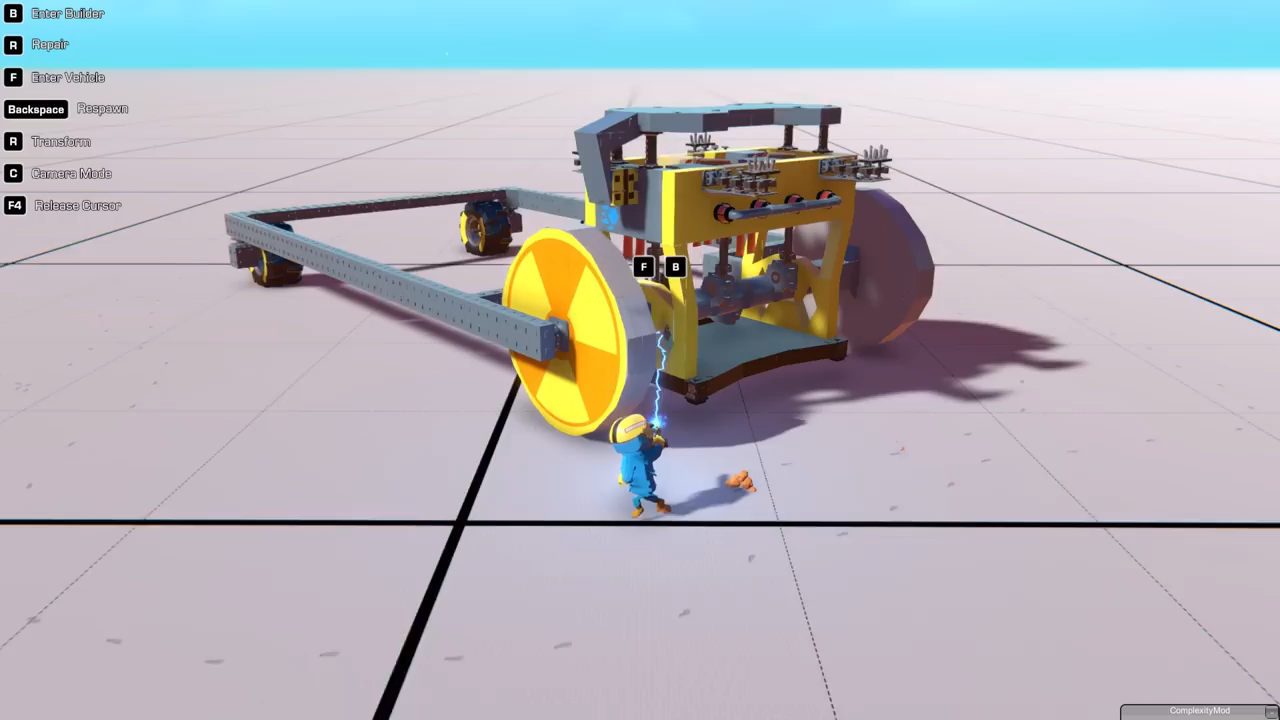 B Enter Builder
R Repair
F Enter Vehicle
Backspace Respawn
R Transform
C Camera Mode
F4 Release Cursor
F B
ComplexityMod